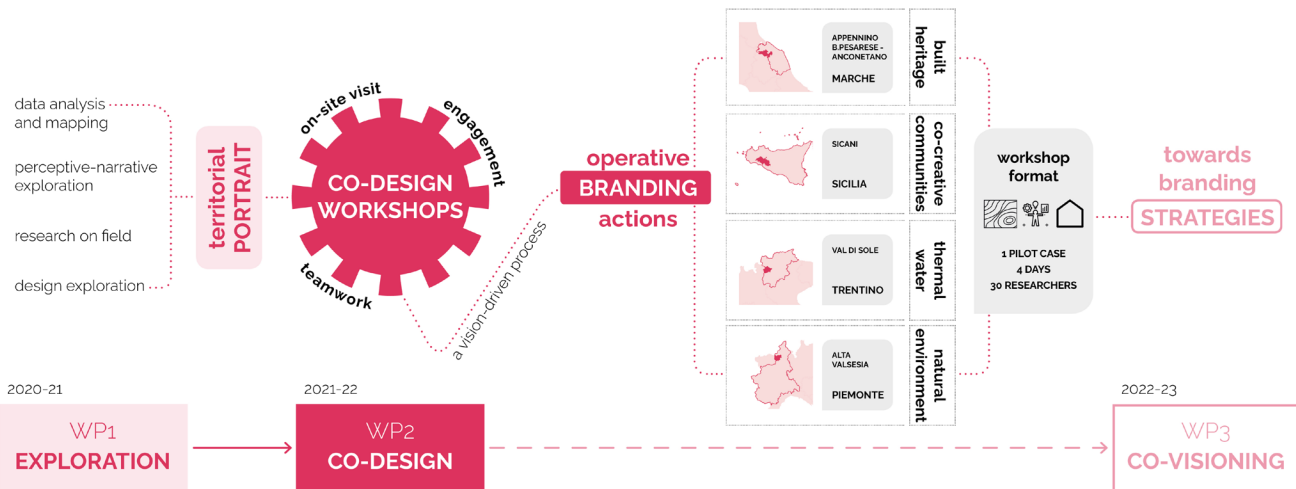 data analysis
and mapping
perceptive-narrative
exploration
research on field
design exploration
territorial
PORTRAIT
on-site visit
engagement
teamwork
CO-DESIGN
WORKSHOPS
a vision-driven process
operative
BRANDING
actions
APPENNINO
B.PESARESE -
ANCONETANO
MARCHE
built
heritage
SICANI
SICILIA
co-creative
communities
VAL DI SOLE
TRENTINO
thermal
water
ALTA
VALSESIA
PIEMONTE
natural
environment
workshop
format
1 PILOT CASE
4 DAYS
30 RESEARCHERS
towards
branding
STRATEGIES
2020-21
WP1
EXPLORATION
2021-22
WP2
CO-DESIGN
2022-23
WP3
CO-VISIONING